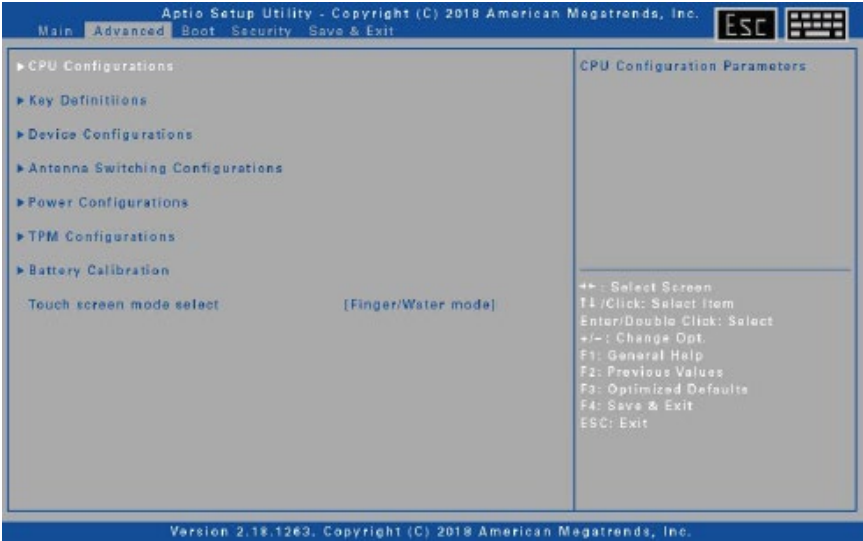 Aptio Setup Utility - Copyright (C) 2018 American Megatrends, Inc.
Esc
Main Advanced Boot Security Save & Exit
▶CPU Configurations
▶Key Definitiions
▶Device Configurations
▶Antenna Switching Configurations
▶Power Configurations
▶TPM Configurations
▶Battery Calibration
Touch screen mode select [Finger/Water mode]
CPU Configuration Parameters
→←: Select Screen
↑↓/Click: Select Item
Enter/Double Click: Select
+/-: Change Opt.
F1: General Help
F2: Previous Values
F3: Optimized Defaults
F4: Save & Exit
ESC: Exit
Version 2.18.1263. Copyright (C) 2018 American Megatrends, Inc.